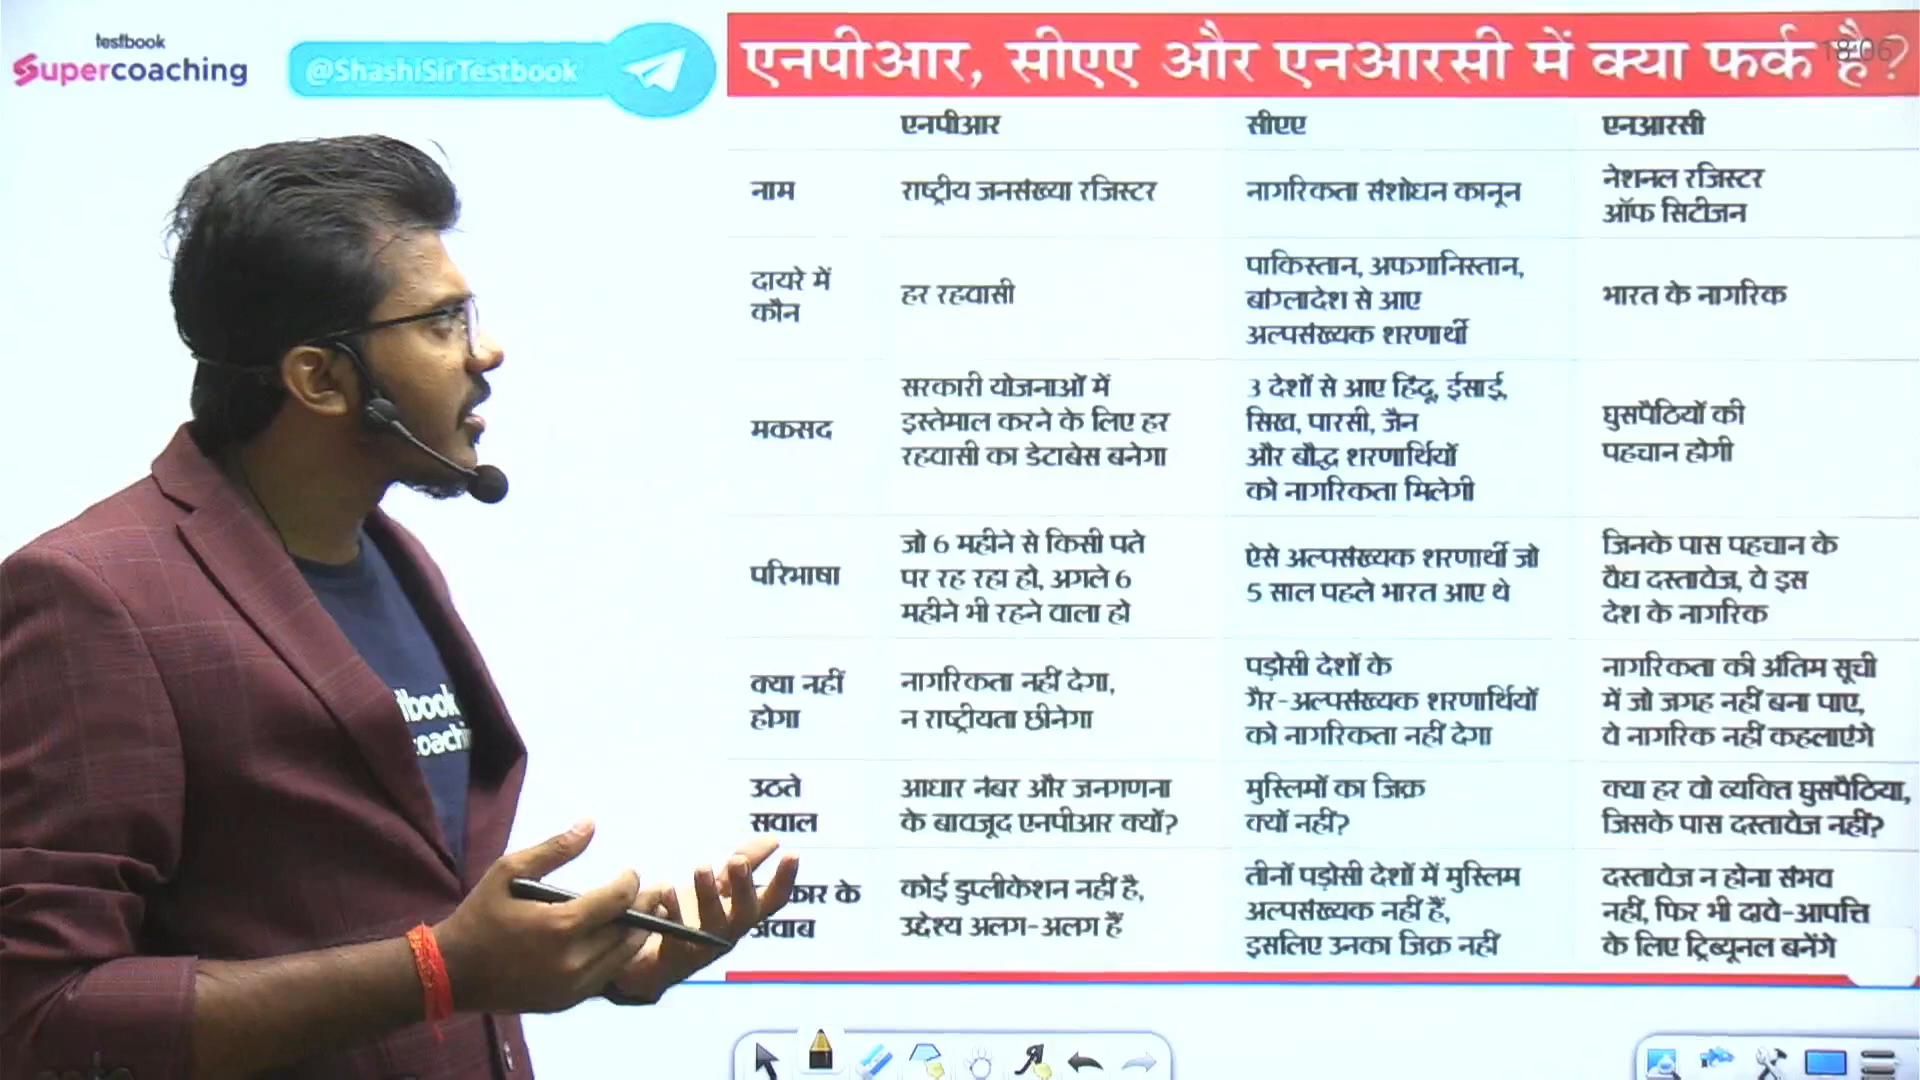 testbook
Supercoaching
@ShashiSirTestbook
एनपीआर, सीएए और एनआरसी में क्या फर्क है?
18:06
एनपीआर सीएए एनआरसी
नाम
राष्ट्रीय जनसंख्या रजिस्टर
नागरिकता संशोधन कानून
नेशनल रजिस्टर
ऑफ सिटीजन
दायरे में
कौन
हर रहवासी
पाकिस्तान, अफगानिस्तान,
बांग्लादेश से आए
अल्पसंख्यक शरणार्थी
भारत के नागरिक
मकसद
सरकारी योजनाओं में
इस्तेमाल करने के लिए हर
रहवासी का डेटाबेस बनेगा
3 देशों से आए हिंदू, ईसाई,
सिख, पारसी, जैन
और बौद्ध शरणार्थियों
को नागरिकता मिलेगी
घुसपैठियों की
पहचान होगी
परिभाषा
जो 6 महीने से किसी पते
पर रह रहा हो, अगले 6
महीने भी रहने वाला हो
ऐसे अल्पसंख्यक शरणार्थी जो
5 साल पहले भारत आए थे
जिनके पास पहचान के
वैध दस्तावेज, वे इस
देश के नागरिक
क्या नहीं
होगा
नागरिकता नहीं देगा,
न राष्ट्रीयता छीनेगा
पड़ोसी देशों के
गैर-अल्पसंख्यक शरणार्थियों
को नागरिकता नहीं देगा
नागरिकता की अंतिम सूची
में जो जगह नहीं बना पाए,
वे नागरिक नहीं कहलाएंगे
उठते
सवाल
आधार नंबर और जनगणना
के बावजूद एनपीआर क्यों?
मुस्लिमों का जिक्र
क्यों नहीं?
क्या हर वो व्यक्ति घुसपैठिया,
जिसके पास दस्तावेज नहीं?
कार के
जवाब
कोई डुप्लीकेशन नहीं है,
उद्देश्य अलग-अलग हैं
तीनों पड़ोसी देशों में मुस्लिम
अल्पसंख्यक नहीं हैं,
इसलिए उनका जिक्र नहीं
दस्तावेज न होना संभव
नहीं, फिर भी दावे-आपत्ति
के लिए ट्रिब्यूनल बनेंगे
tbook
coach